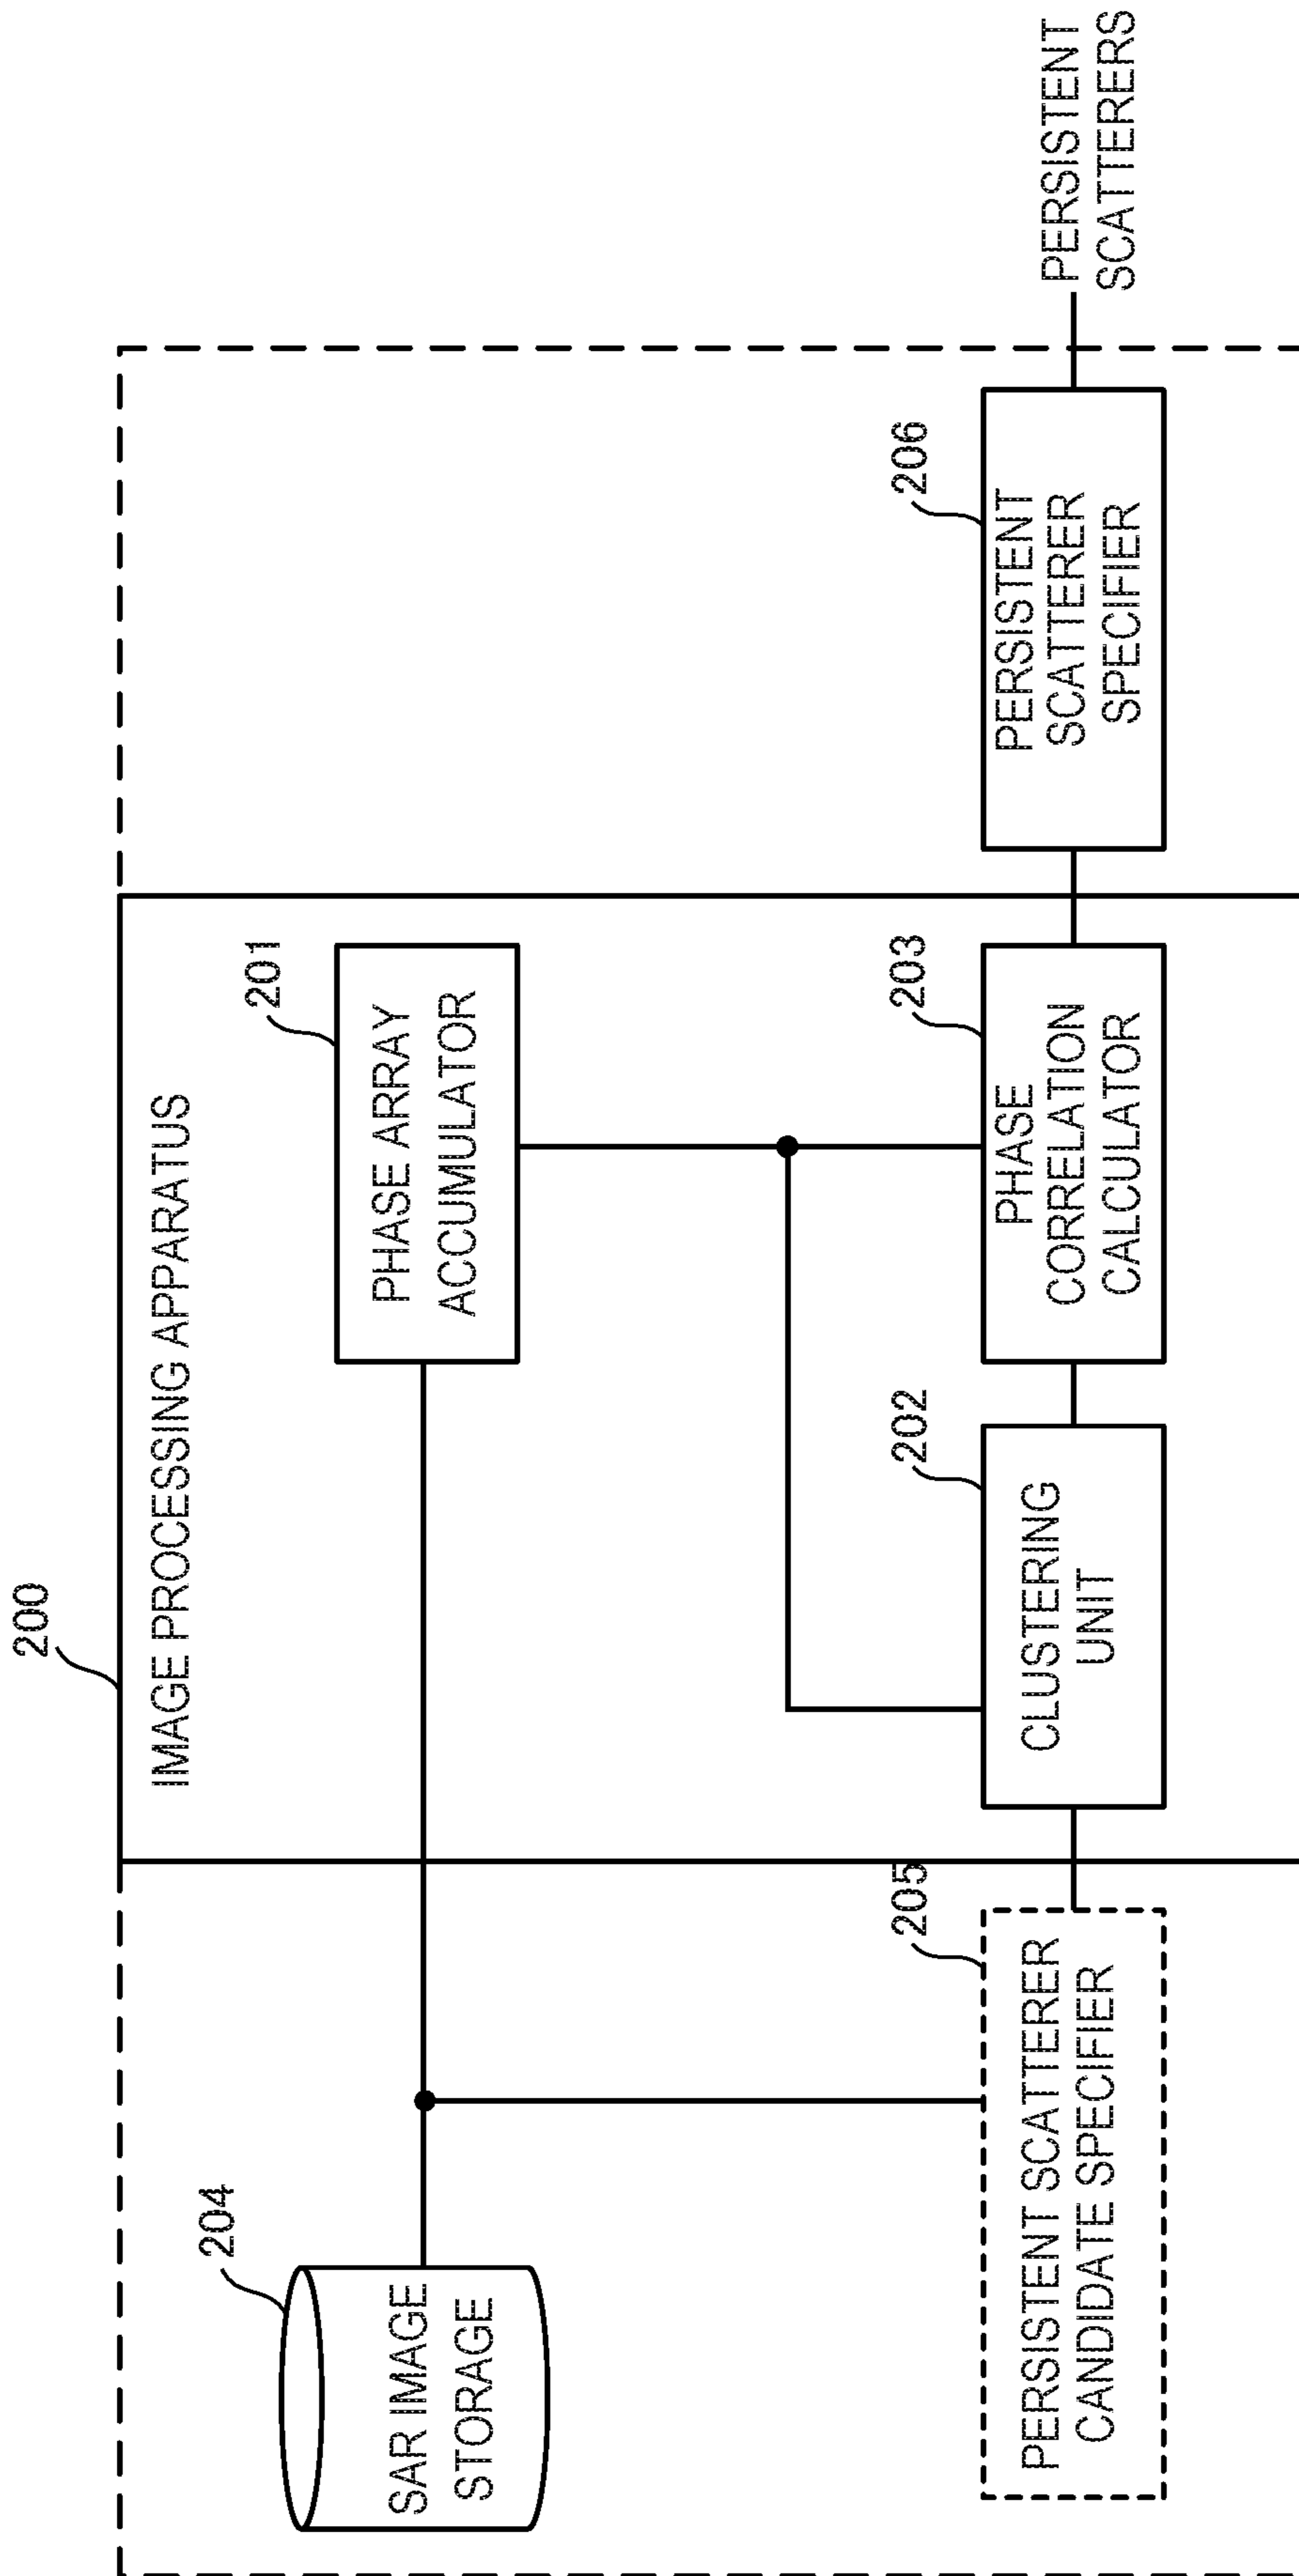 200
IMAGE PROCESSING APPARATUS
204
SAR IMAGE
STORAGE
201
PHASE ARRAY
ACCUMULATOR
205
PERSISTENT SCATTERER
CANDIDATE SPECIFIER
202
CLUSTERING
UNIT
203
PHASE
CORRELATION
CALCULATOR
206
PERSISTENT
SCATTERER
SPECIFIER
PERSISTENT
SCATTERERS